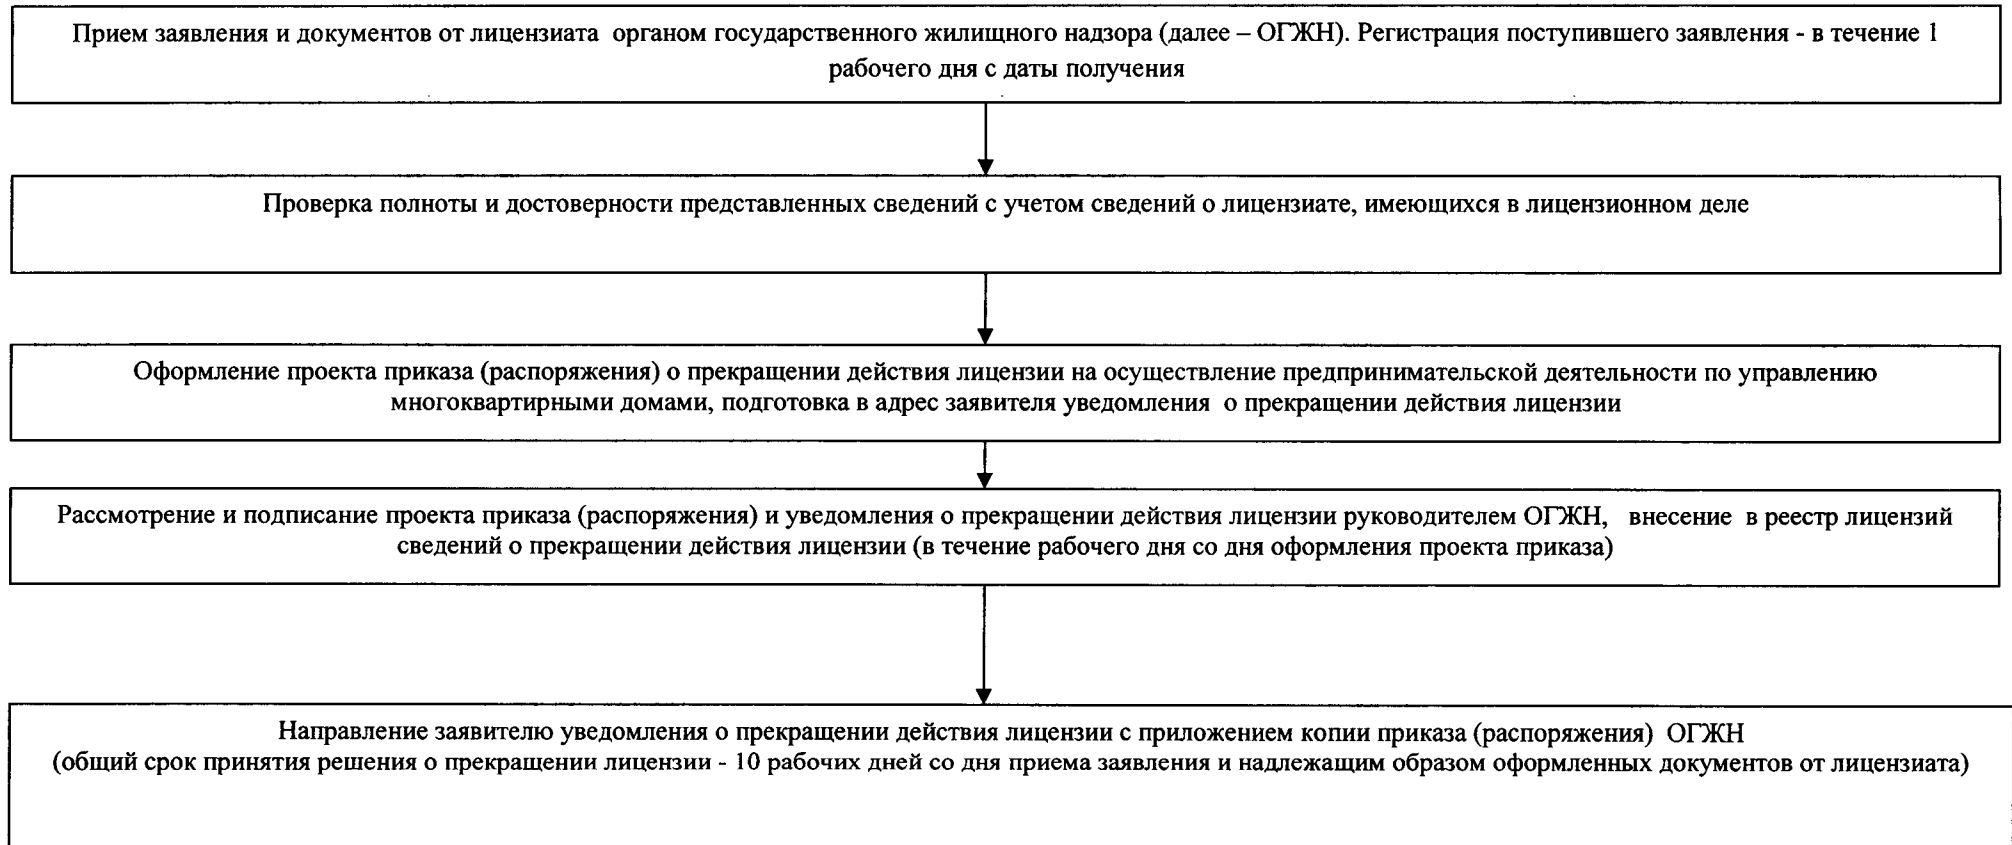 Прием заявления и документов от лицензиата органом государственного жилищного надзора (далее – ОГЖН). Регистрация поступившего заявления - в течение 1
рабочего дня с даты получения
Проверка полноты и достоверности представленных сведений с учетом сведений о лицензиате, имеющихся в лицензионном деле
Оформление проекта приказа (распоряжения) о прекращении действия лицензии на осуществление предпринимательской деятельности по управлению
многоквартирными домами, подготовка в адрес заявителя уведомления о прекращении действия лицензии
Рассмотрение и подписание проекта приказа (распоряжения) и уведомления о прекращении действия лицензии руководителем ОГЖН, внесение в реестр лицензий
сведений о прекращении действия лицензии (в течение рабочего дня со дня оформления проекта приказа)
Направление заявителю уведомления о прекращении действия лицензии с приложением копии приказа (распоряжения) ОГЖН
(общий срок принятия решения о прекращении лицензии - 10 рабочих дней со дня приема заявления и надлежащим образом оформленных документов от лицензиата)